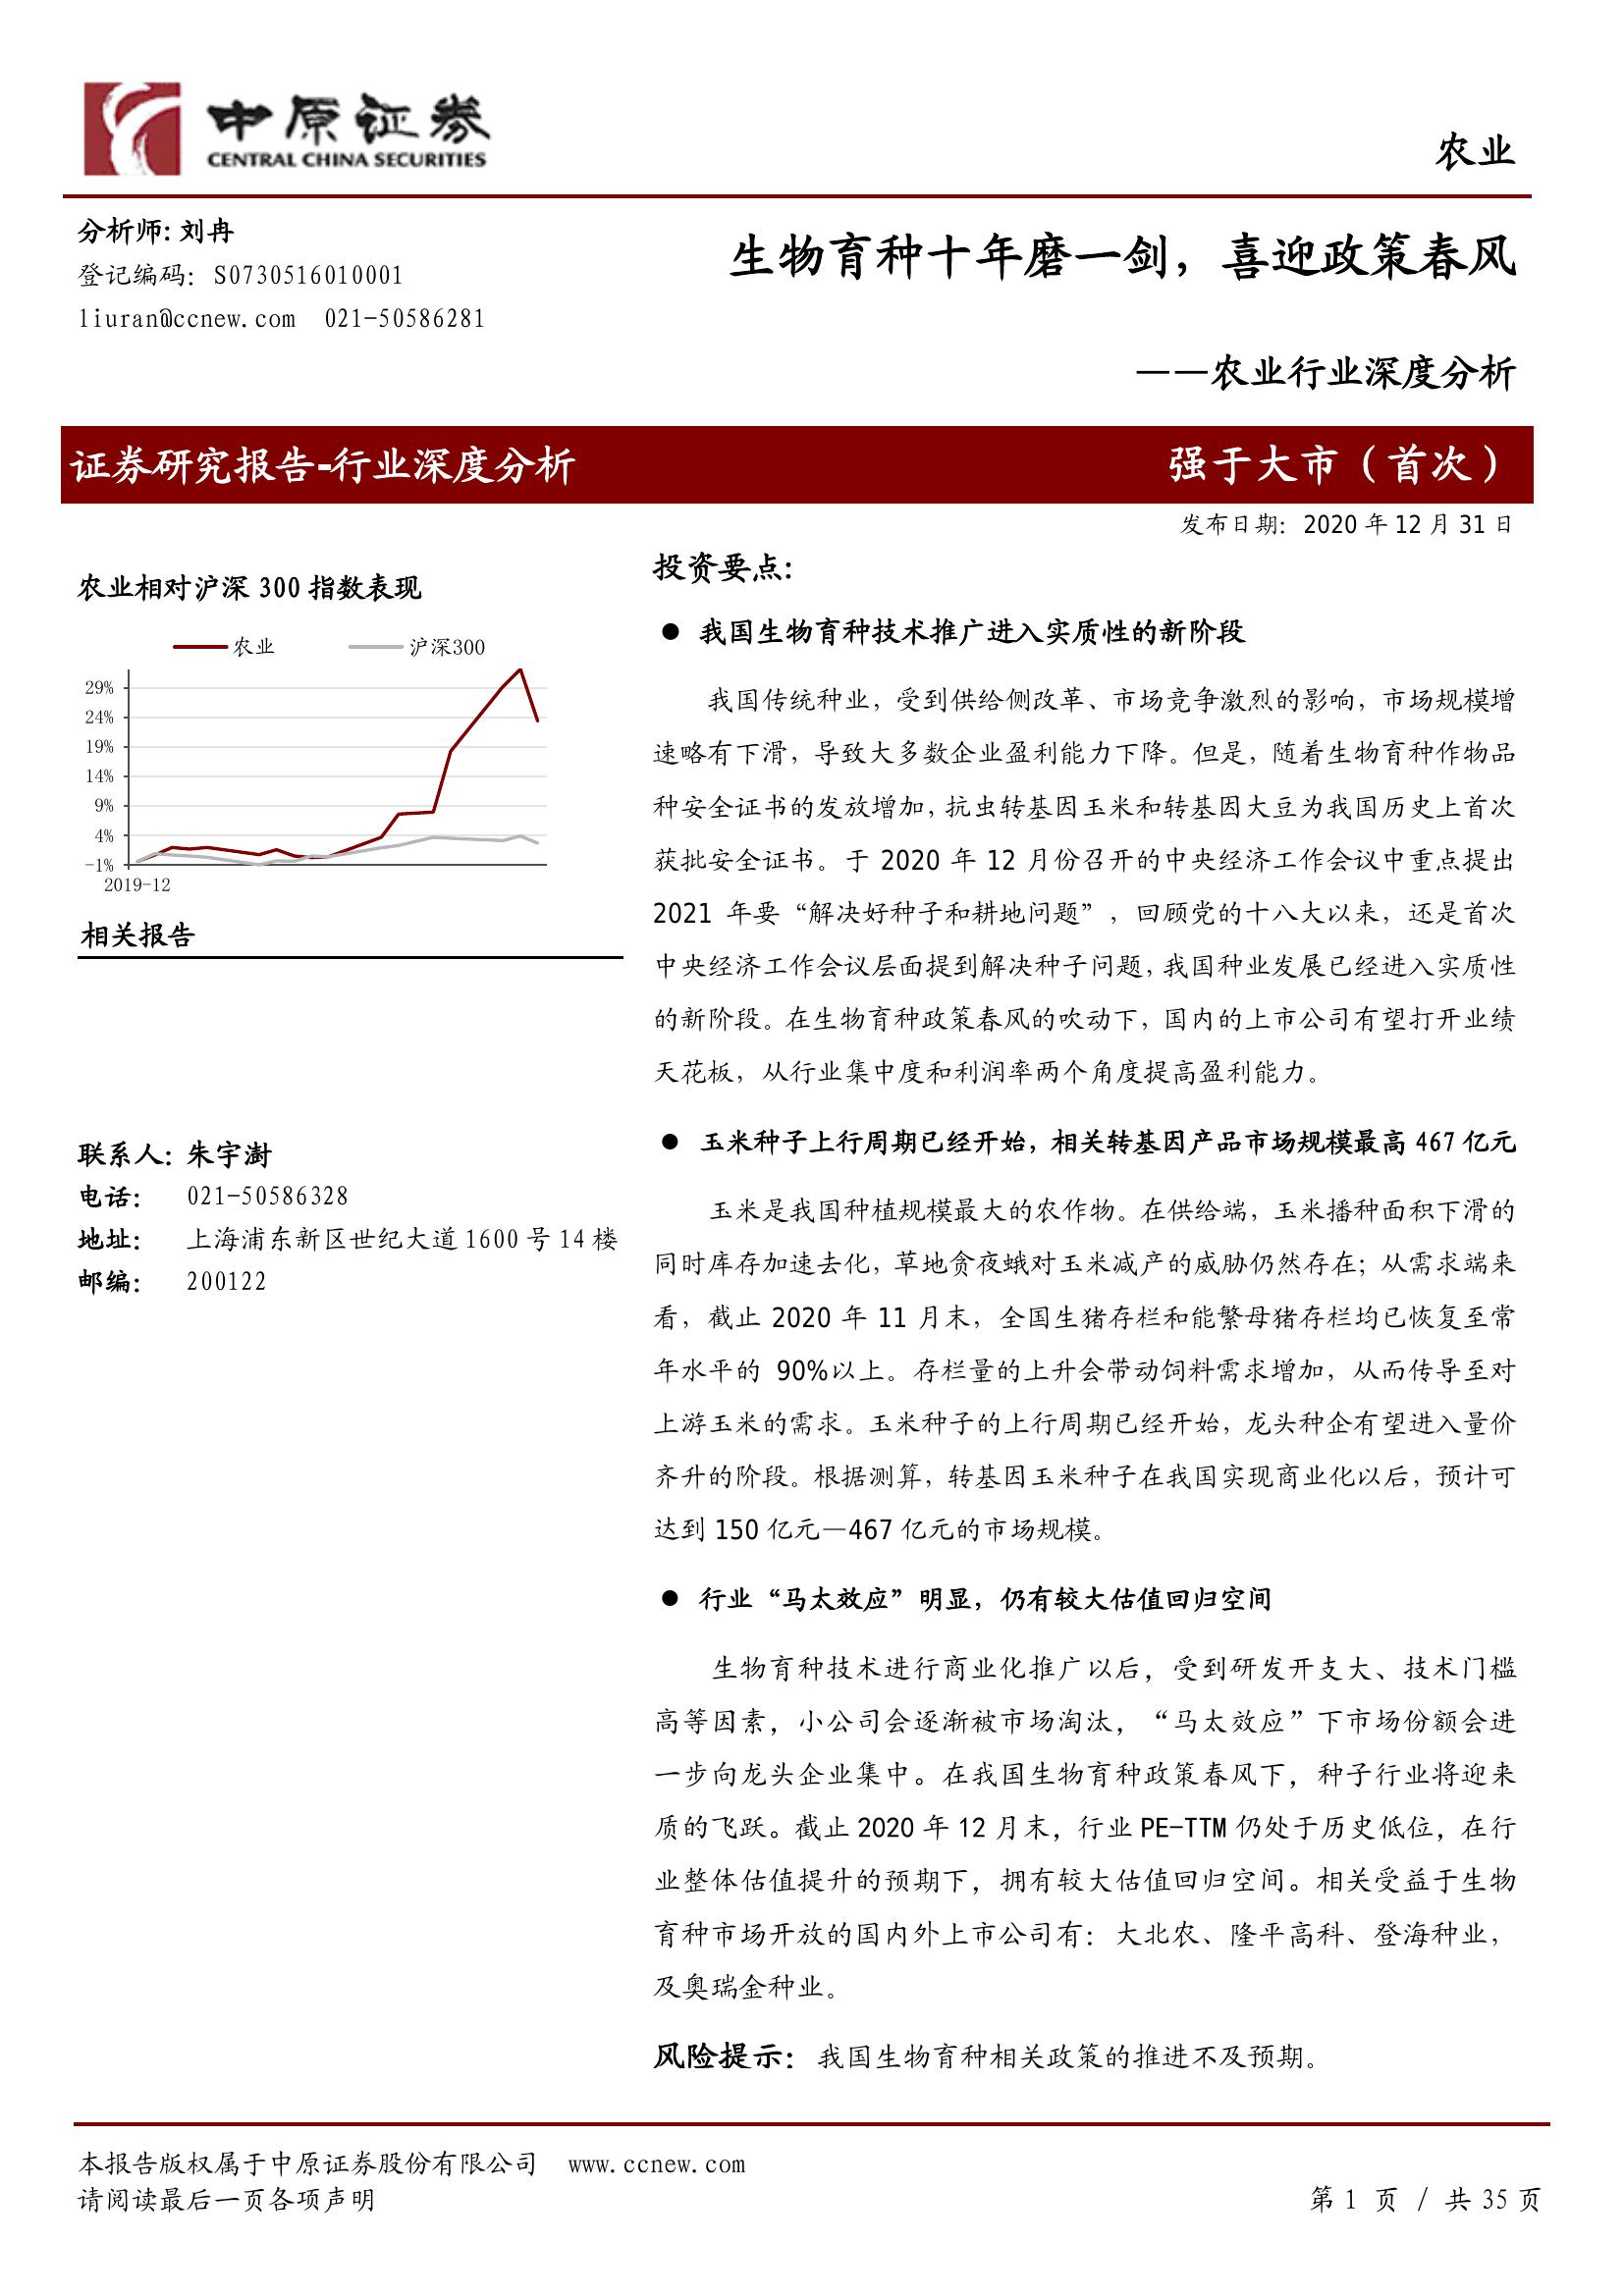 中原证券
CENTRAL CHINA SECURITIES
农业
分析师：刘冉
登记编码：S0730516010001
liuran@ccnew.com 021-50586281
生物育种十年磨一剑，喜迎政策春风
——农业行业深度分析
证券研究报告-行业深度分析
强于大市（首次）
发布日期：2020 年 12 月 31 日
农业相对沪深 300 指数表现
农业 沪深300
29%
24%
19%
14%
9%
4%
-1%
2019-12
相关报告
联系人：朱宇澍
电话： 021-50586328
地址： 上海浦东新区世纪大道 1600 号 14 楼
邮编： 200122
投资要点：
● 我国生物育种技术推广进入实质性的新阶段
我国传统种业，受到供给侧改革、市场竞争激烈的影响，市场规模增
速略有下滑，导致大多数企业盈利能力下降。但是，随着生物育种作物品
种安全证书的发放增加，抗虫转基因玉米和转基因大豆为我国历史上首次
获批安全证书。于 2020 年 12 月份召开的中央经济工作会议中重点提出
2021 年要“解决好种子和耕地问题”，回顾党的十八大以来，还是首次
中央经济工作会议层面提到解决种子问题，我国种业发展已经进入实质性
的新阶段。在生物育种政策春风的吹动下，国内的上市公司有望打开业绩
天花板，从行业集中度和利润率两个角度提高盈利能力。
● 玉米种子上行周期已经开始，相关转基因产品市场规模最高 467 亿元
玉米是我国种植规模最大的农作物。在供给端，玉米播种面积下滑的
同时库存加速去化，草地贪夜蛾对玉米减产的威胁仍然存在；从需求端来
看，截止 2020 年 11 月末，全国生猪存栏和能繁母猪存栏均已恢复至常
年水平的 90%以上。存栏量的上升会带动饲料需求增加，从而传导至对
上游玉米的需求。玉米种子的上行周期已经开始，龙头种企有望进入量价
齐升的阶段。根据测算，转基因玉米种子在我国实现商业化以后，预计可
达到 150 亿元—467 亿元的市场规模。
● 行业“马太效应”明显，仍有较大估值回归空间
生物育种技术进行商业化推广以后，受到研发开支大、技术门槛
高等因素，小公司会逐渐被市场淘汰，“马太效应”下市场份额会进
一步向龙头企业集中。在我国生物育种政策春风下，种子行业将迎来
质的飞跃。截止 2020 年 12 月末，行业 PE-TTM 仍处于历史低位，在行
业整体估值提升的预期下，拥有较大估值回归空间。相关受益于生物
育种市场开放的国内外上市公司有：大北农、隆平高科、登海种业，
及奥瑞金种业。
风险提示：我国生物育种相关政策的推进不及预期。
本报告版权属于中原证券股份有限公司 www.ccnew.com
请阅读最后一页各项声明
第 1 页 / 共 35 页